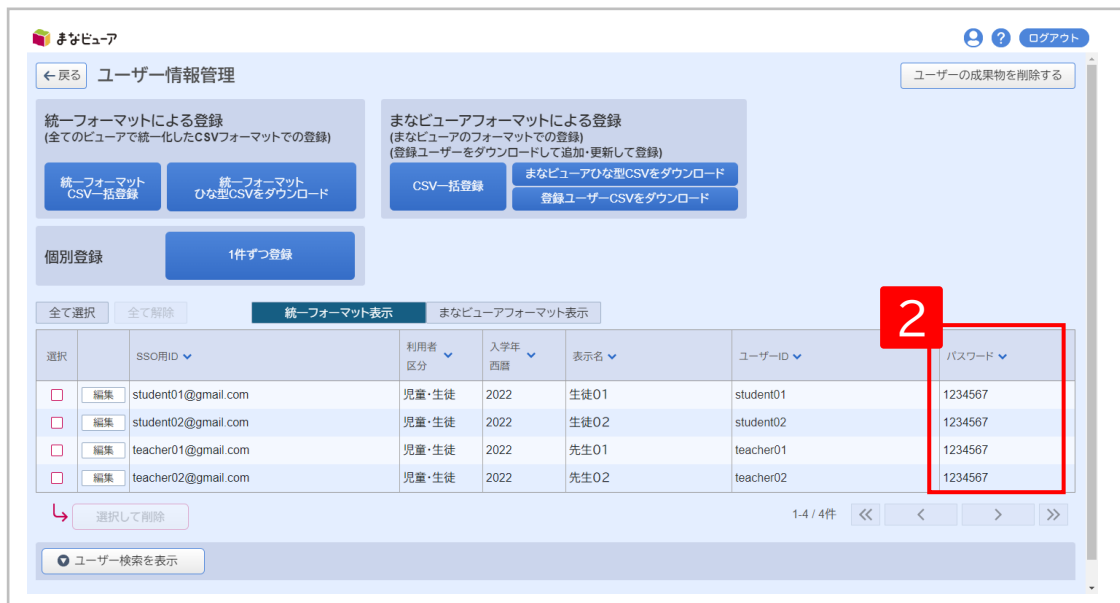 まなビューア
? ログアウト
←戻る ユーザー情報管理 ユーザーの成果物を削除する
統一フォーマットによる登録
(全てのビューアで統一化したCSVフォーマットでの登録)
統一フォーマット
CSV一括登録
統一フォーマット
ひな型CSVをダウンロード
まなビューアフォーマットによる登録
(まなビューアのフォーマットでの登録)
(登録ユーザーをダウンロードして追加・更新して登録)
CSV一括登録
まなビューアひな型CSVをダウンロード
登録ユーザーCSVをダウンロード
個別登録 1件ずつ登録
全て選択 全て解除 統一フォーマット表示 まなビューアフォーマット表示
2
選択 SSO用ID 利用者区分 入学年西暦 表示名 ユーザーID パスワード
編集 student01@gmail.com 児童・生徒 2022 生徒01 student01 1234567
編集 student02@gmail.com 児童・生徒 2022 生徒02 student02 1234567
編集 teacher01@gmail.com 児童・生徒 2022 先生01 teacher01 1234567
編集 teacher02@gmail.com 児童・生徒 2022 先生02 teacher02 1234567
選択して削除 1-4 / 4件
ユーザー検索を表示